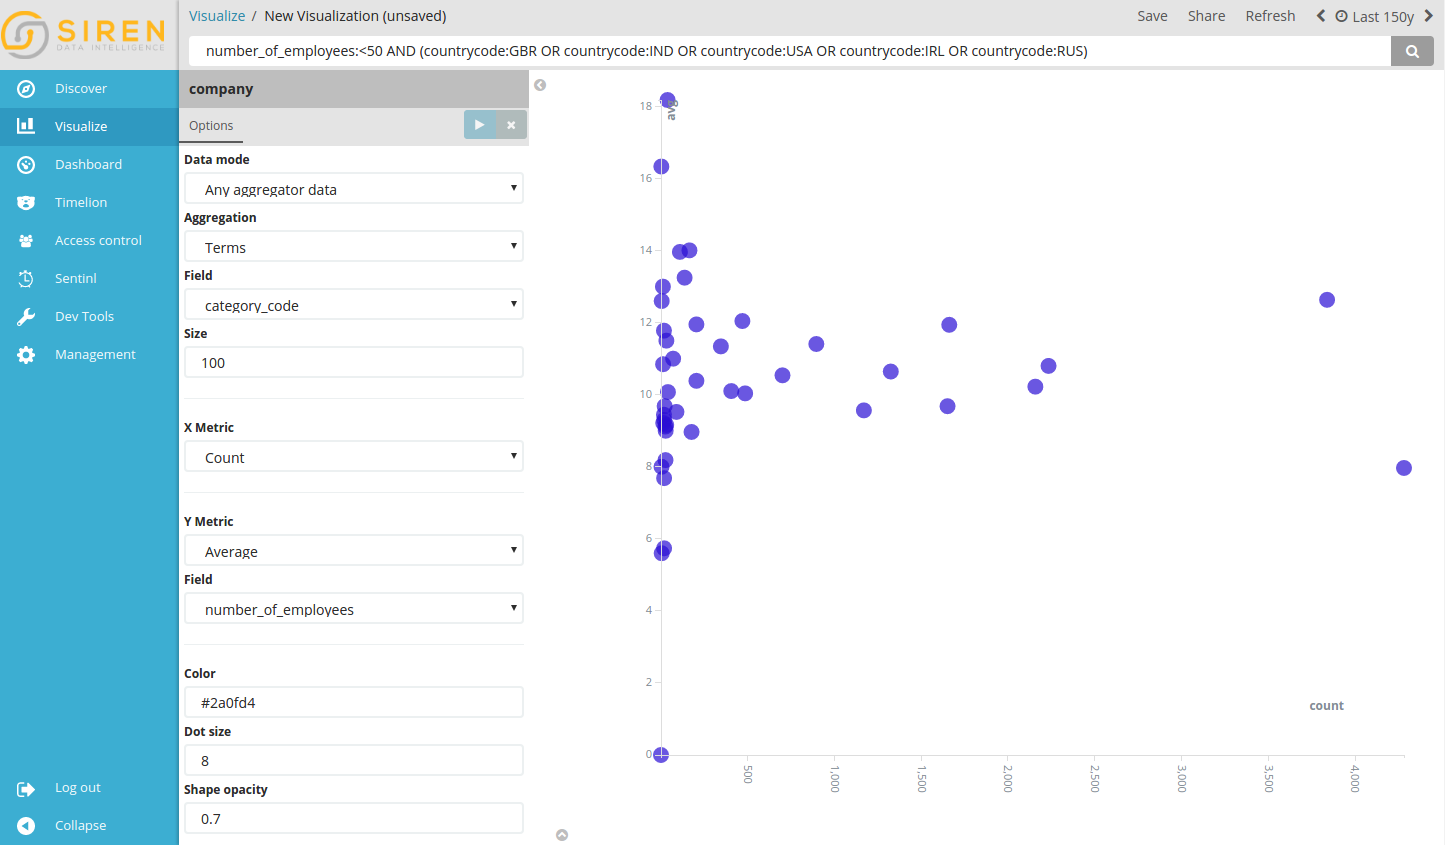 SIREN
DATA INTELLIGENCE
Visualize / New Visualization (unsaved)
Save Share Refresh Last 150y
number_of_employees:<50 AND (countrycode:GBR OR countrycode:IND OR countrycode:USA OR countrycode:IRL OR countrycode:RUS)
Discover
Visualize
Dashboard
Timelion
Access control
Sentinl
Dev Tools
Management
Log out
Collapse
company
Options
Data mode
Any aggregator data
Aggregation
Terms
Field
category_code
Size
100
X Metric
Count
Y Metric
Average
Field
number_of_employees
Color
#2a0fd4
Dot size
8
Shape opacity
0.7
avg
18
16
14
12
10
8
6
4
2
0
count
500
1,000
1,500
2,000
2,500
3,000
3,500
4,000